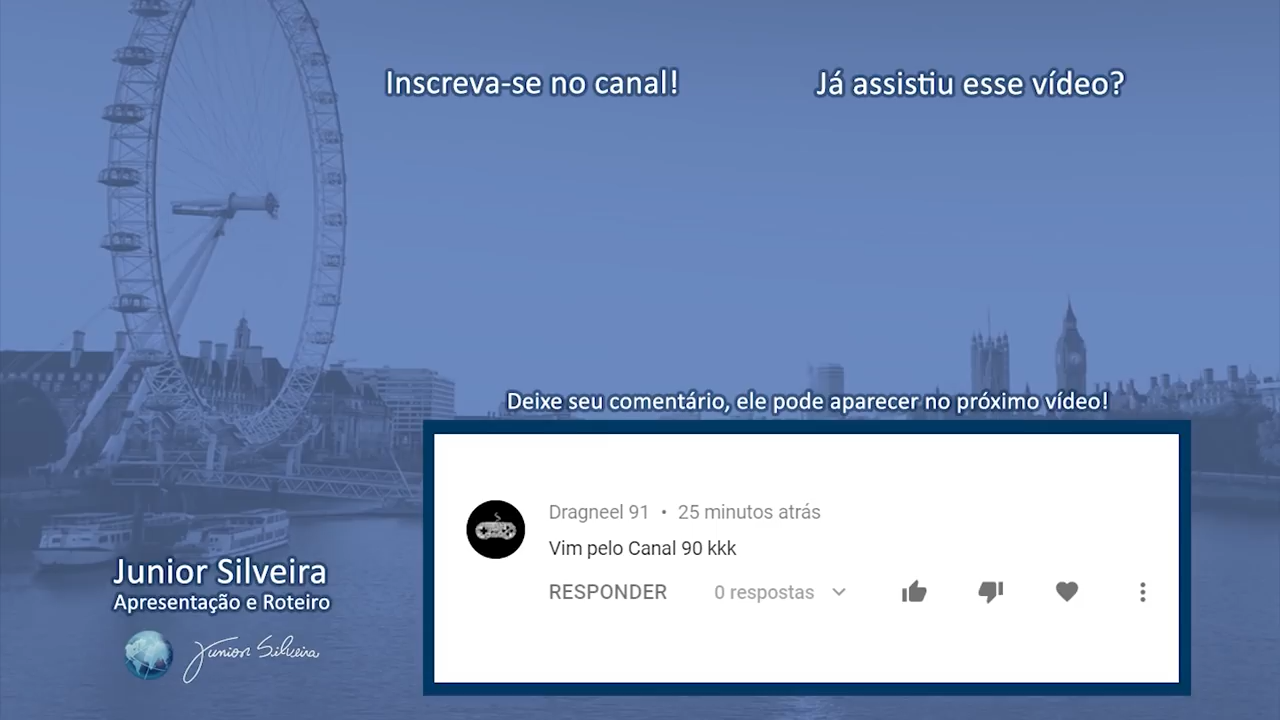 Inscreva-se no canal!
Já assistiu esse vídeo?
Deixe seu comentário, ele pode aparecer no próximo vídeo!
Dragneel 91 • 25 minutos atrás
Vim pelo Canal 90 kkk
RESPONDER 0 respostas
Junior Silveira
Apresentação e Roteiro
Junior Silveira